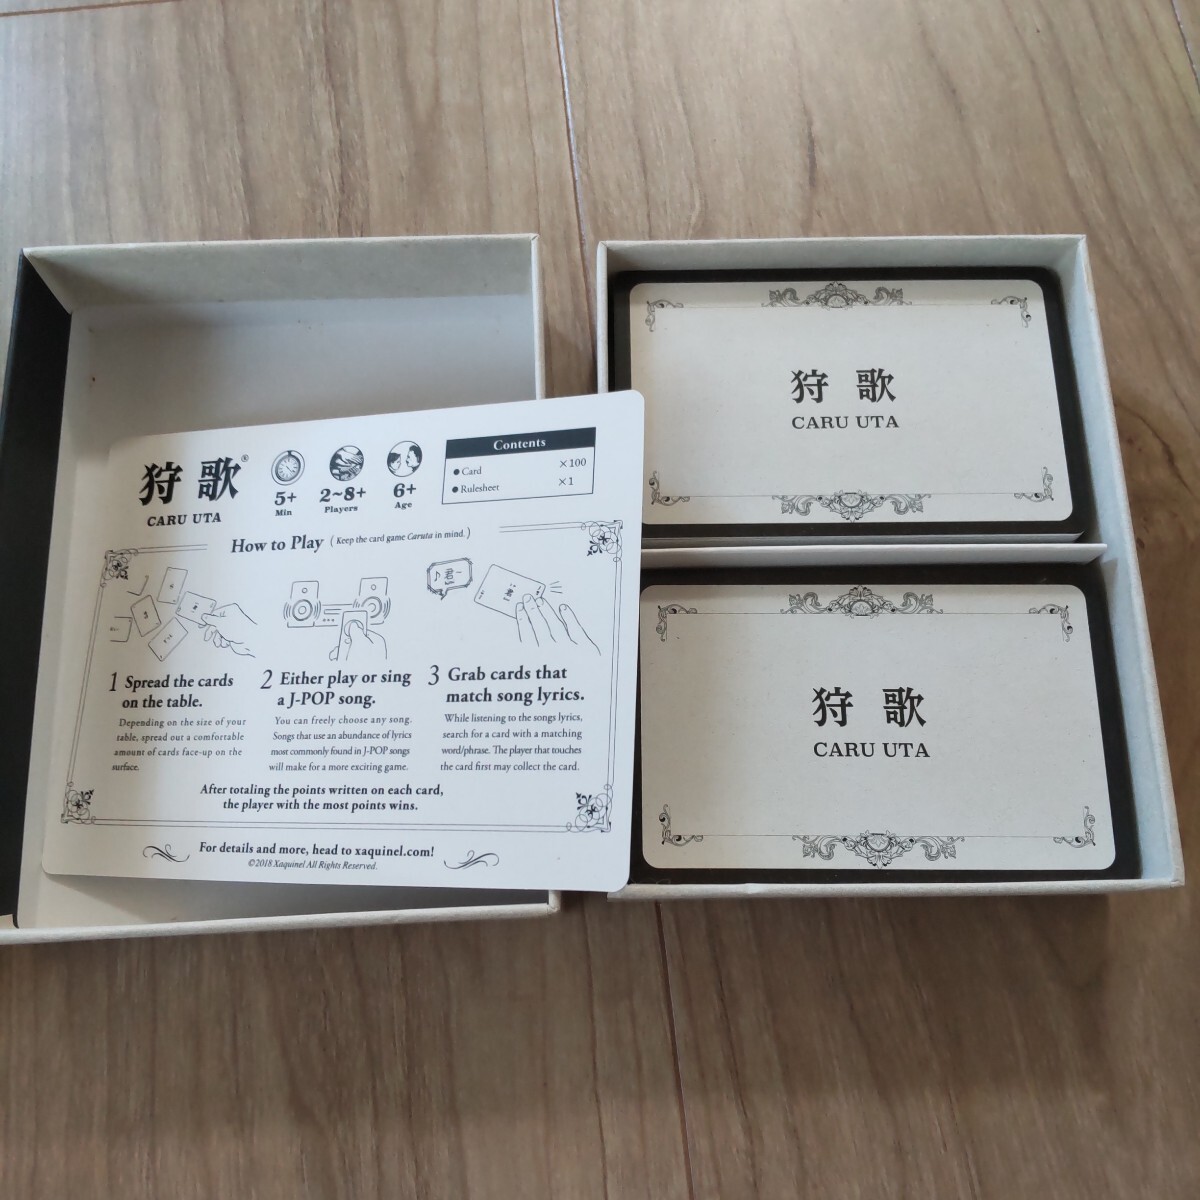 狩歌®
CARU UTA
5+
Min
2~8+
Players
6+
Age
Contents
● Card ×100
● Rulesheet ×1
How to Play ( Keep the card game Caruta in mind. )
1 Spread the cards
on the table.
Depending on the size of your
table, spread out a comfortable
amount of cards face-up on the
surface.
2 Either play or sing
a J-POP song.
You can freely choose any song.
Songs that use an abundance of lyrics
most commonly found in J-POP songs
will make for a more exciting game.
♪君~
3 Grab cards that
match song lyrics.
While listening to the songs lyrics,
search for a card with a matching
word/phrase. The player that touches
the card first may collect the card.
After totaling the points written on each card,
the player with the most points wins.
For details and more, head to xaquinel.com!
©2018 Xaquinel All Rights Reserved.
狩歌
CARU UTA
狩歌
CARU UTA